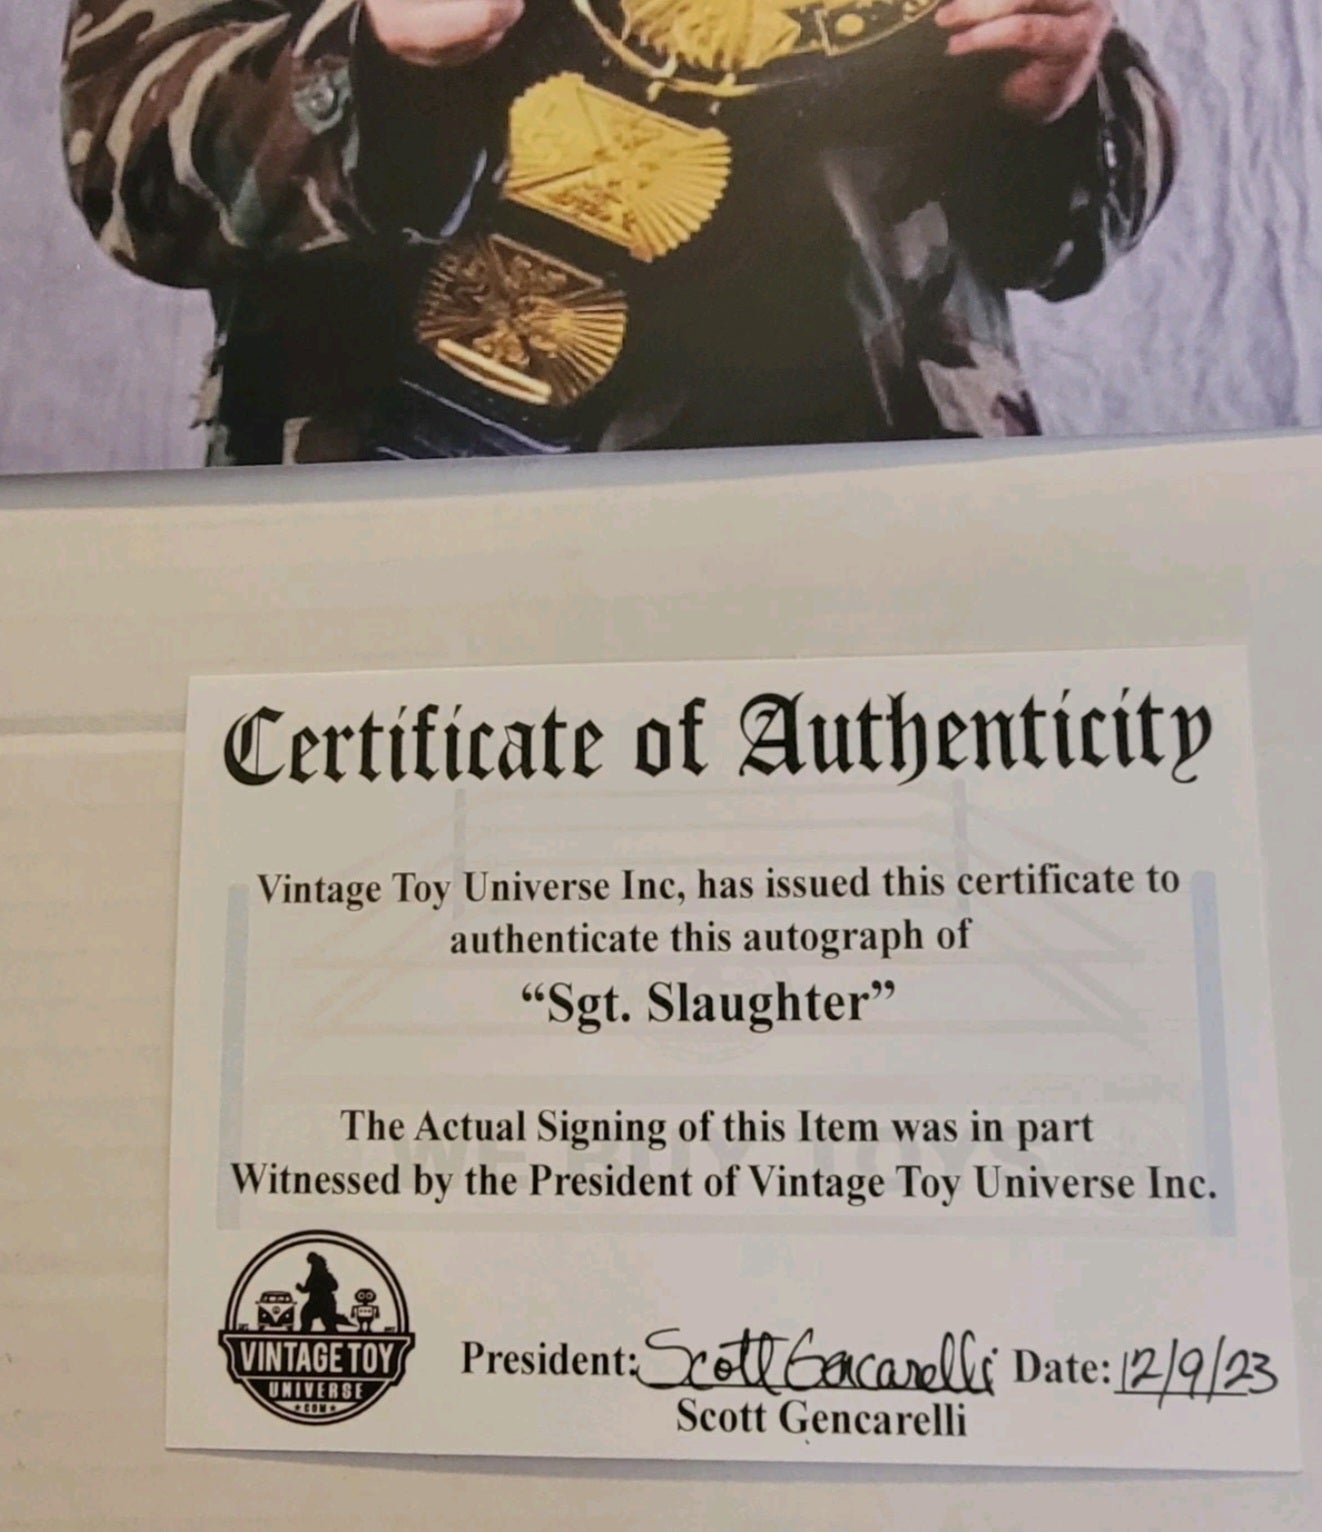 Certificate of Authenticity
Vintage Toy Universe Inc, has issued this certificate to
authenticate this autograph of
“Sgt. Slaughter”
The Actual Signing of this Item was in part
Witnessed by the President of Vintage Toy Universe Inc.
VINTAGE TOY
UNIVERSE
COM
President: Scott Gencarelli Date: 12/9/23
Scott Gencarelli